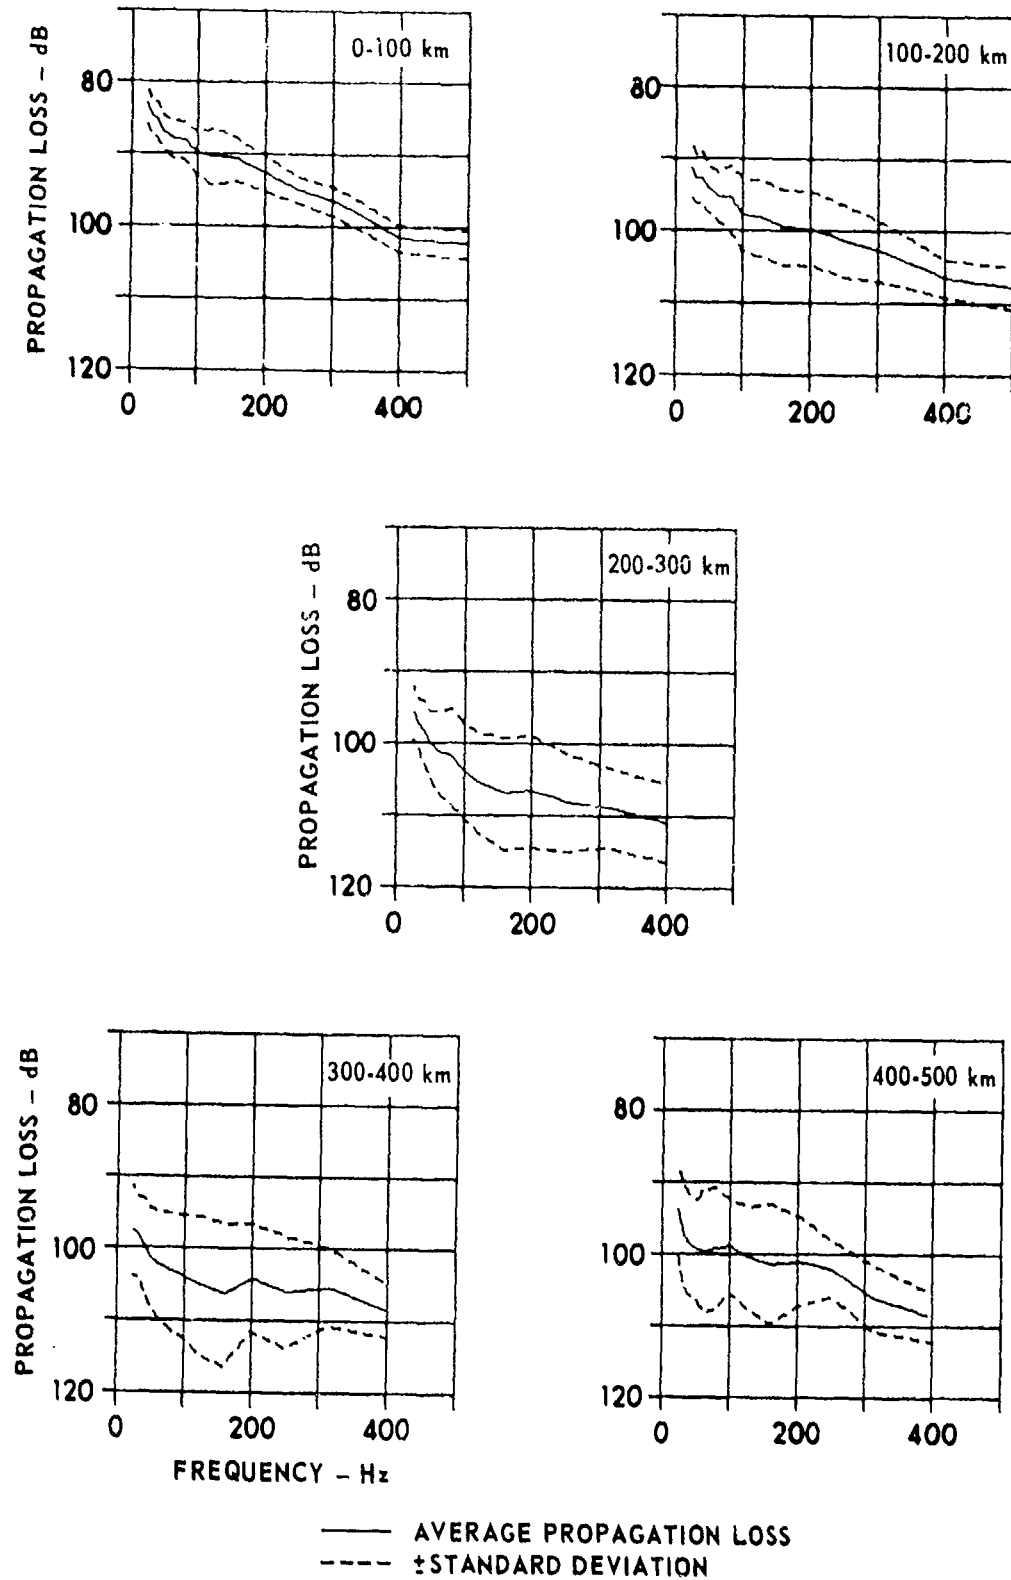 PROPAGATION LOSS - dB
0-100 km
80
100
120
0 200 400
100-200 km
80
100
120
0 200 400
PROPAGATION LOSS - dB
200-300 km
80
100
120
0 200 400
PROPAGATION LOSS - dB
300-400 km
80
100
120
0 200 400
FREQUENCY - Hz
400-500 km
80
100
120
0 200 400
AVERAGE PROPAGATION LOSS
±STANDARD DEVIATION